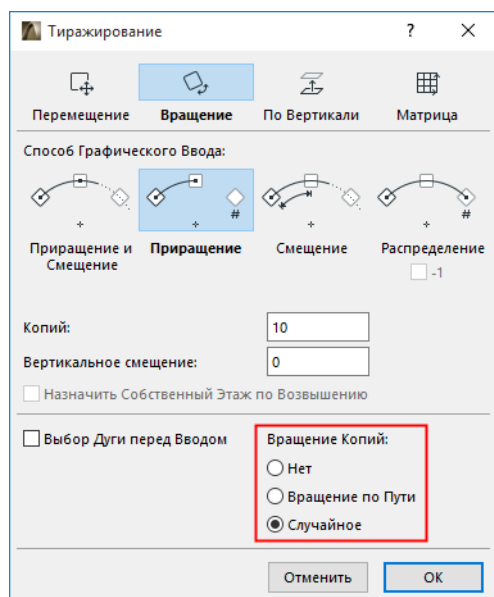 Тиражирование
?
Перемещение Вращение По Вертикали Матрица
Способ Графического Ввода:
# #
Приращение и Приращение Смещение Распределение
Смещение -1
Копий: 10
Вертикальное смещение: 0
Назначить Собственный Этаж по Возвышению
Выбор Дуги перед Вводом Вращение Копий:
Нет
Вращение по Пути
Случайное
Отменить ОК